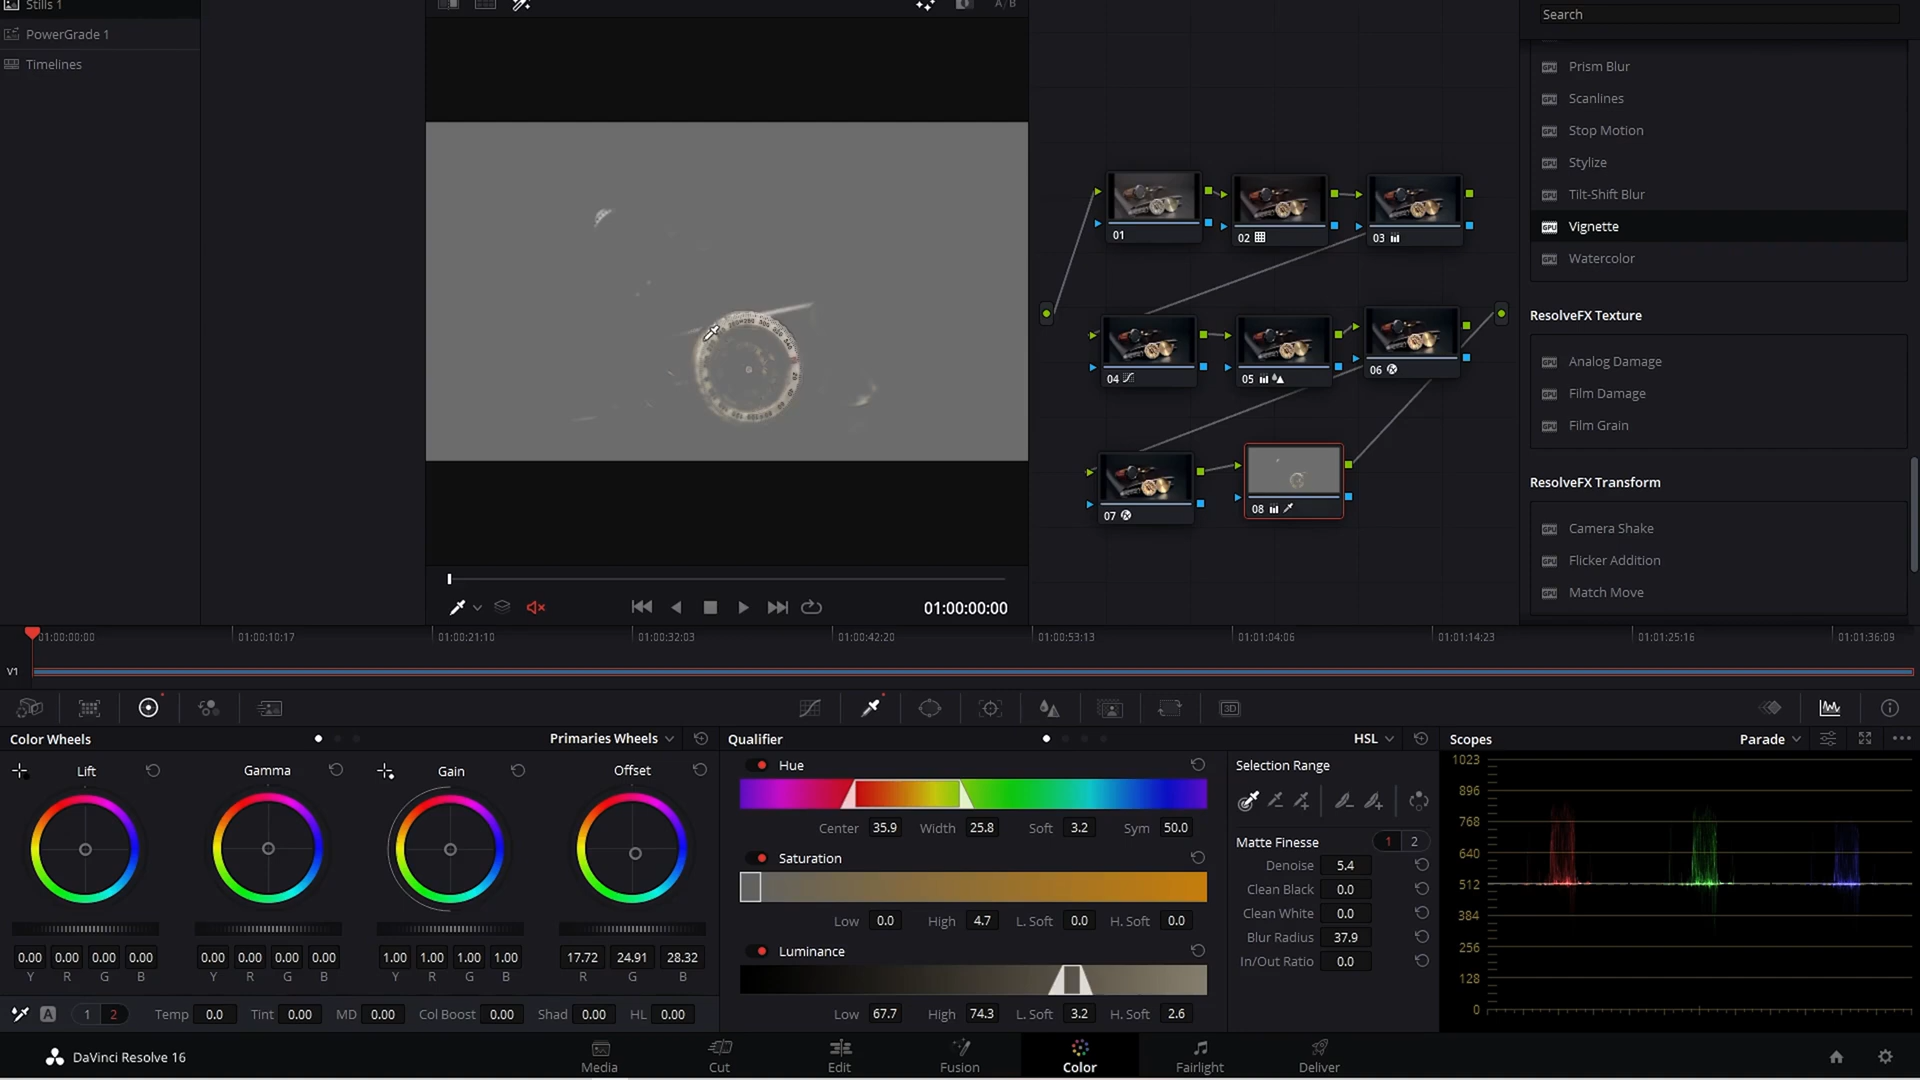 Stills 1
A/B
Search
PowerGrade 1
Timelines
Prism Blur
Scanlines
Stop Motion
Stylize
Tilt-Shift Blur
Vignette
Watercolor
ResolveFX Texture
Analog Damage
Film Damage
Film Grain
ResolveFX Transform
Camera Shake
Flicker Addition
Match Move
01
02
03
04
05
06
07
08
01:00:00:00
01:00:00:00
01:00:10:17
01:00:21:10
01:00:32:03
01:00:42:20
01:00:53:13
01:01:04:06
01:01:14:23
01:01:25:16
01:01:36:09
V1
3D
Color Wheels
Primaries Wheels
Lift
Gamma
Gain
Offset
0.00 0.00 0.00 0.00
Y R G B
0.00 0.00 0.00 0.00
Y R G B
1.00 1.00 1.00 1.00
Y R G B
17.72 24.91 28.32
R G B
A 1 2 Temp 0.0 Tint 0.00 MD 0.00 Col Boost 0.00 Shad 0.00 HL 0.00
Qualifier
HSL
Hue
Center 35.9 Width 25.8 Soft 3.2 Sym 50.0
Saturation
Low 0.0 High 4.7 L. Soft 0.0 H. Soft 0.0
Luminance
Low 67.7 High 74.3 L. Soft 3.2 H. Soft 2.6
Selection Range
Matte Finesse 1 2
Denoise 5.4
Clean Black 0.0
Clean White 0.0
Blur Radius 37.9
In/Out Ratio 0.0
Scopes
Parade
1023
896
768
640
512
384
256
128
0
DaVinci Resolve 16
Media
Cut
Edit
Fusion
Color
Fairlight
Deliver